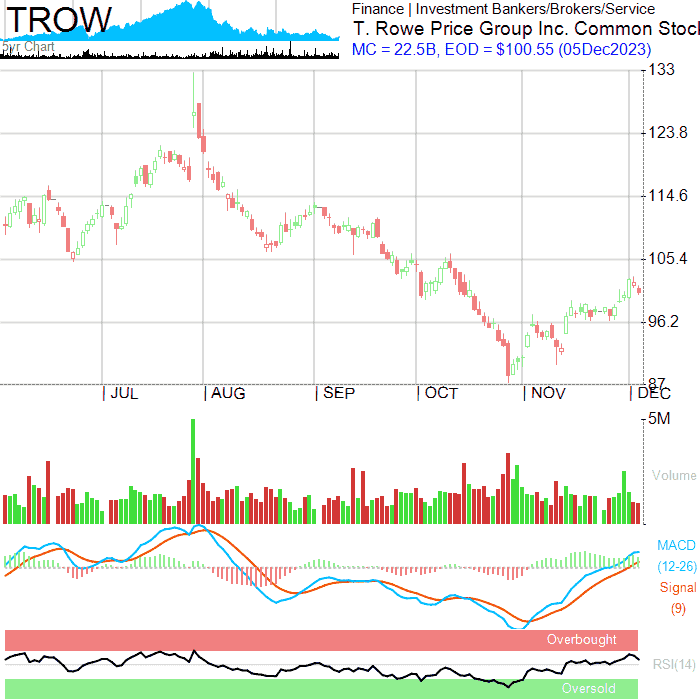 TROW
5yr Chart
Finance | Investment Bankers/Brokers/Service
T. Rowe Price Group Inc. Common Stoc
MC = 22.5B, EOD = $100.55 (05Dec2023)
133
123.8
114.6
105.4
96.2
87
JUL AUG SEP OCT NOV DEC
5M
Volume
MACD
(12-26)
Signal
(9)
Overbought
RSI(14)
Oversold